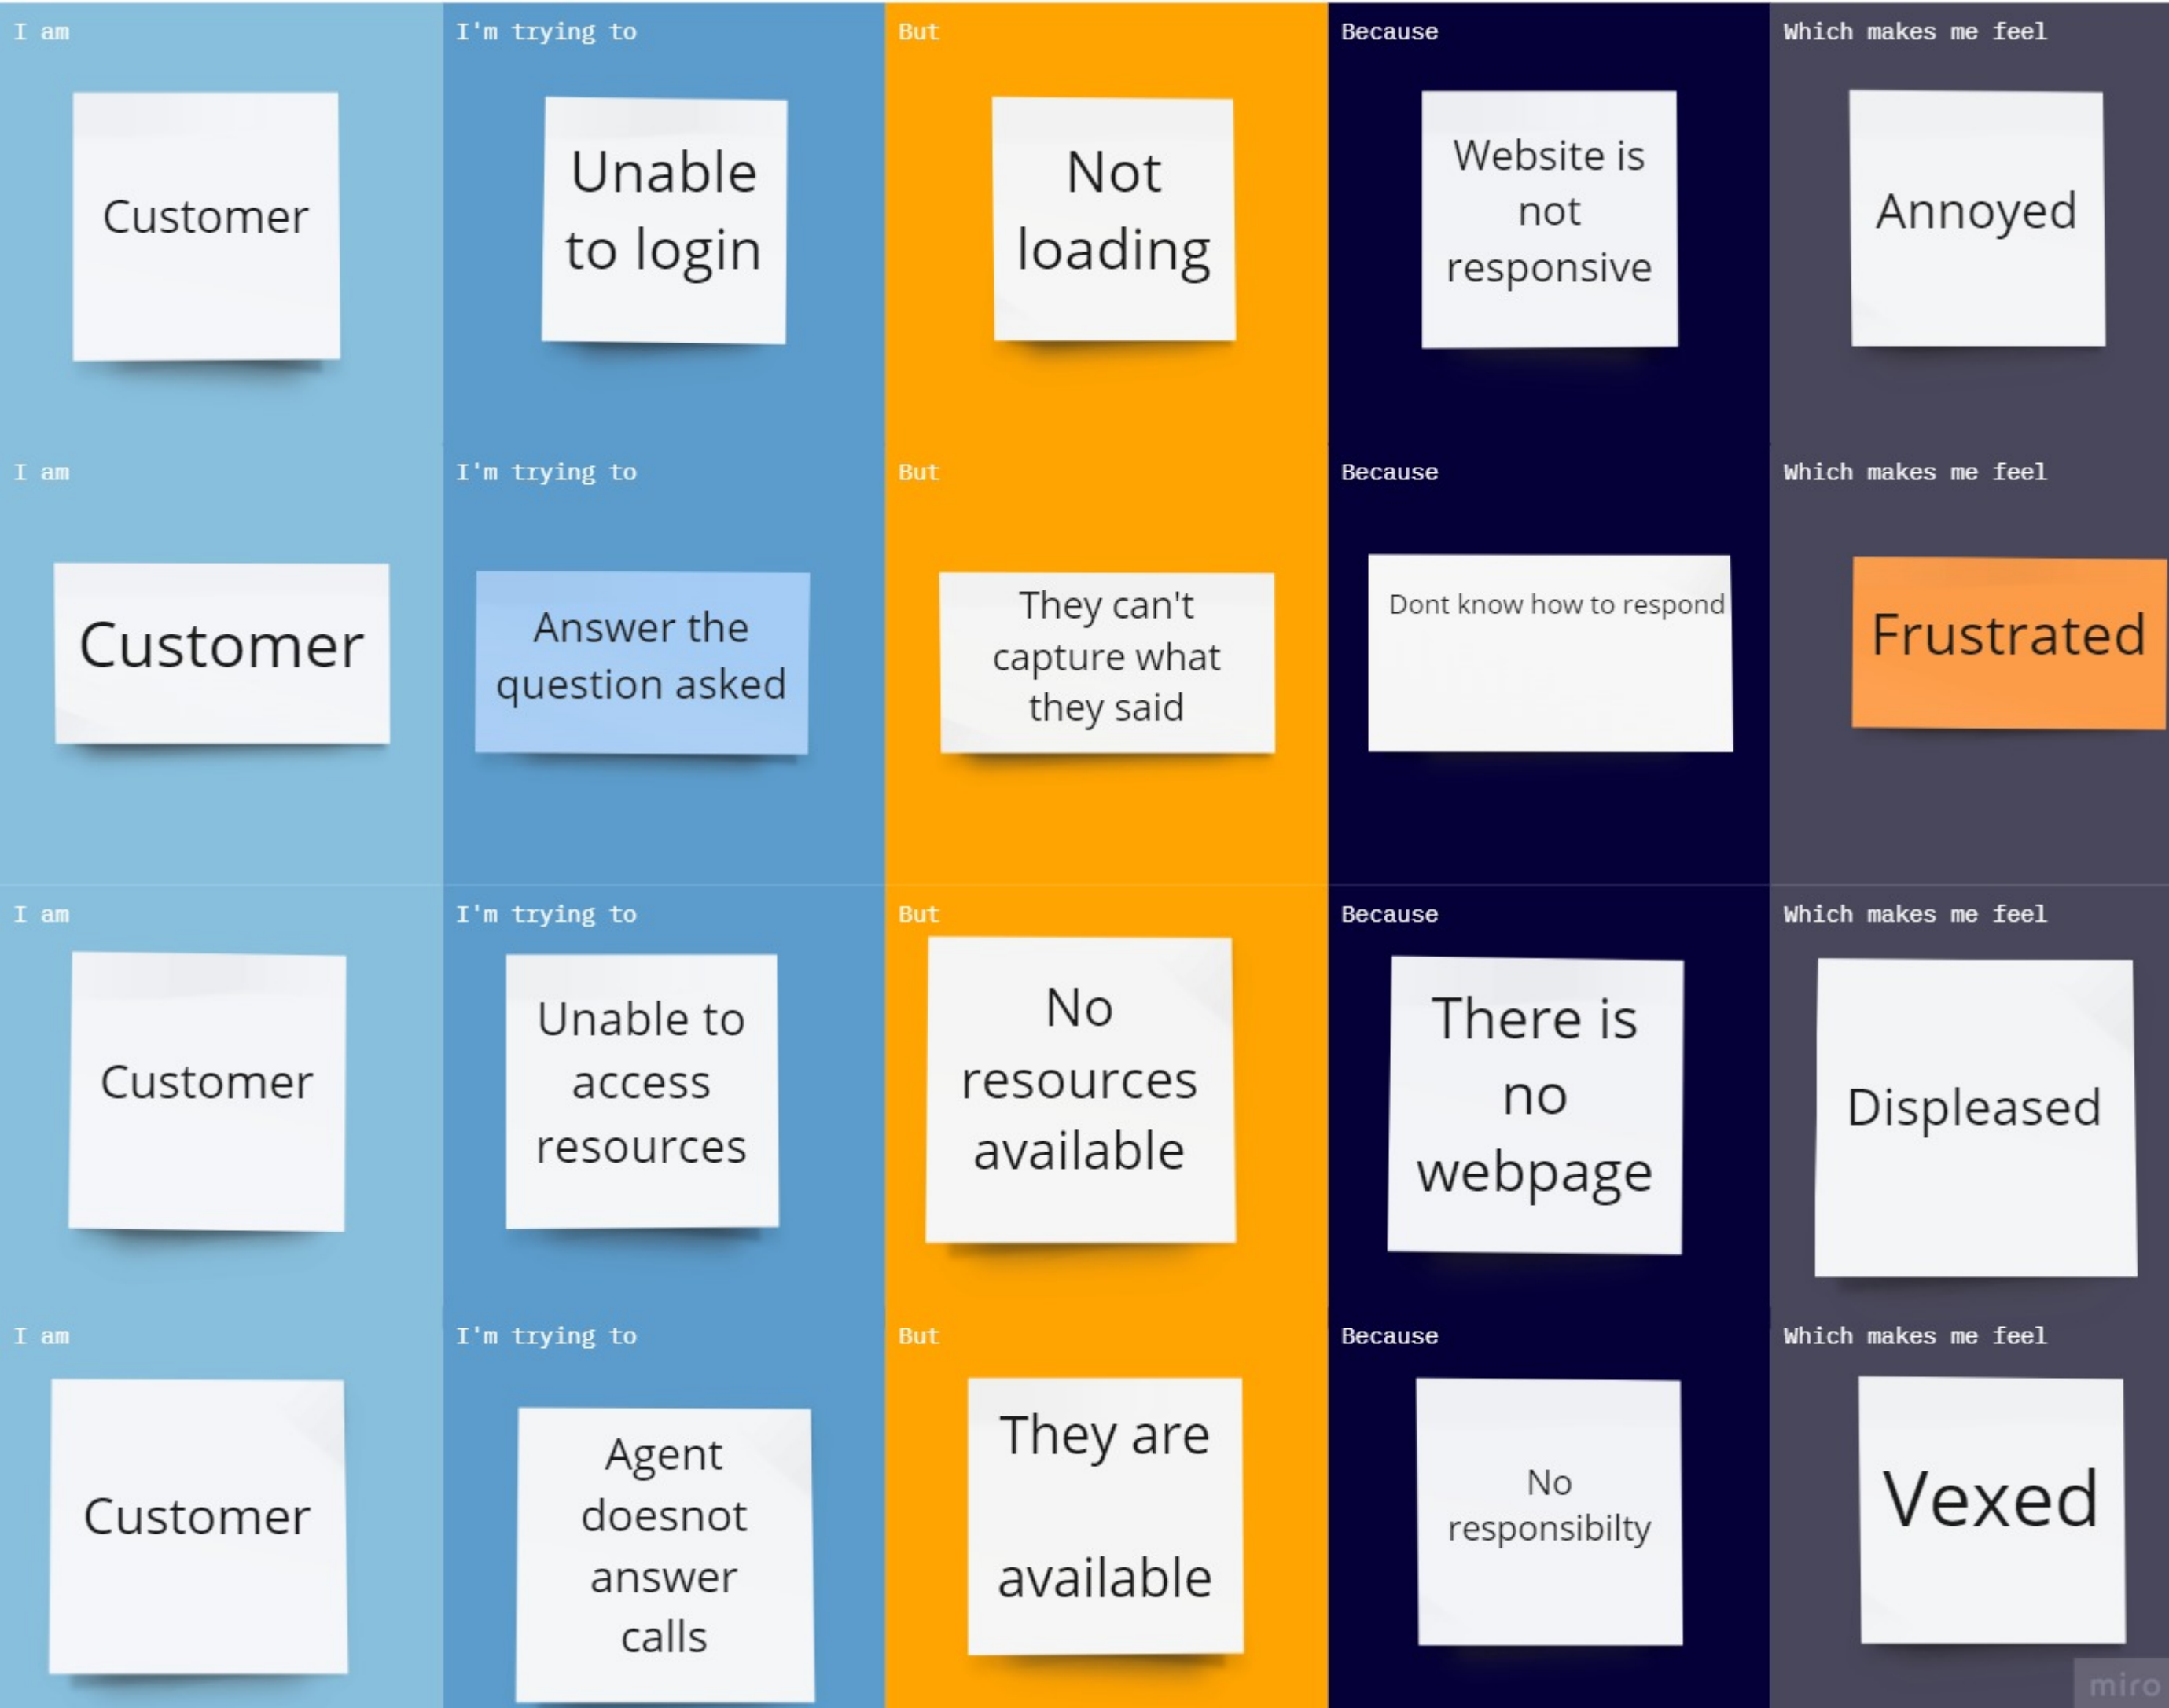 I am
I'm trying to
But
Because
Which makes me feel
Customer
Unable
to login
Not
loading
Website is
not
responsive
Annoyed
I am
I'm trying to
But
Because
Which makes me feel
Customer
Answer the
question asked
They can't
capture what
they said
Dont know how to respond
Frustrated
I am
I'm trying to
But
Because
Which makes me feel
Customer
Unable to
access
resources
No
resources
available
There is
no
webpage
Displeased
I am
I'm trying to
But
Because
Which makes me feel
Customer
Agent
doesnot
answer
calls
They are
available
No
responsibilty
Vexed
miro